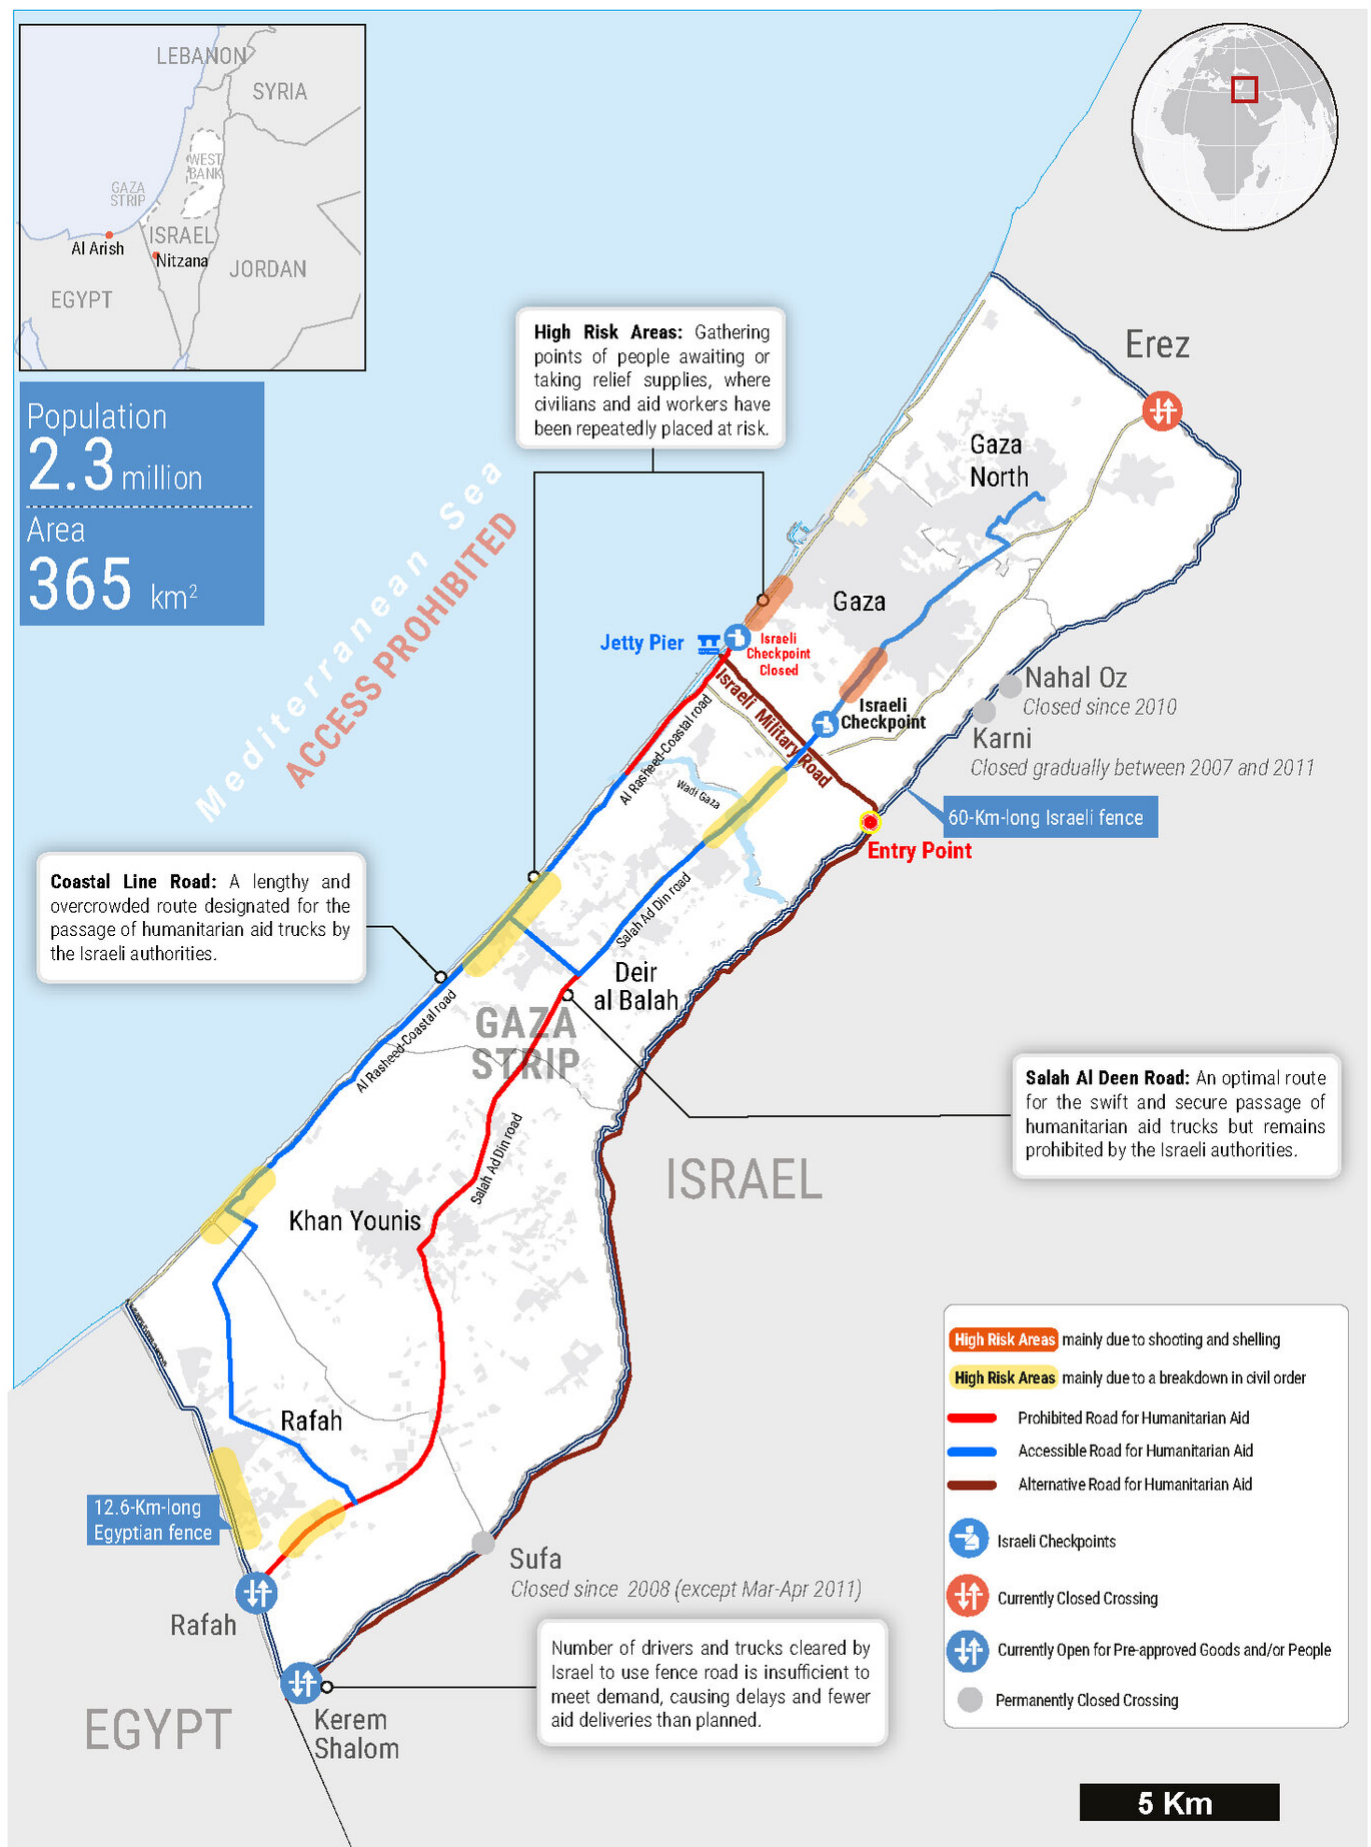 LEBANON
SYRIA
WEST
BANK
GAZA
STRIP
ISRAEL
Al Arish
Nitzana
JORDAN
EGYPT
Population
2.3 million
Area
365 km²
High Risk Areas: Gathering
points of people awaiting or
taking relief supplies, where
civilians and aid workers have
been repeatedly placed at risk.
Erez
Gaza
North
Mediterranean Sea
ACCESS PROHIBITED
Gaza
Jetty Pier
Israeli
Checkpoint
Closed
Israeli Military Road
Israeli
Checkpoint
Nahal Oz
Closed since 2010
Karni
Closed gradually between 2007 and 2011
Al Rasheed-Coastal road
Wadi Gaza
60-Km-long Israeli fence
Entry Point
Coastal Line Road: A lengthy and
overcrowded route designated for the
passage of humanitarian aid trucks by
the Israeli authorities.
Salah Ad Din road
Deir
al Balah
GAZA
STRIP
Al Rasheed-Coastal road
Salah Al Deen Road: An optimal route
for the swift and secure passage of
humanitarian aid trucks but remains
prohibited by the Israeli authorities.
Salah Ad Din road
ISRAEL
Khan Younis
Rafah
12.6-Km-long
Egyptian fence
Sufa
Closed since 2008 (except Mar-Apr 2011)
Rafah
Number of drivers and trucks cleared by
Israel to use fence road is insufficient to
meet demand, causing delays and fewer
aid deliveries than planned.
EGYPT
Kerem
Shalom
High Risk Areas mainly due to shooting and shelling
High Risk Areas mainly due to a breakdown in civil order
Prohibited Road for Humanitarian Aid
Accessible Road for Humanitarian Aid
Alternative Road for Humanitarian Aid
Israeli Checkpoints
Currently Closed Crossing
Currently Open for Pre-approved Goods and/or People
Permanently Closed Crossing
5 Km